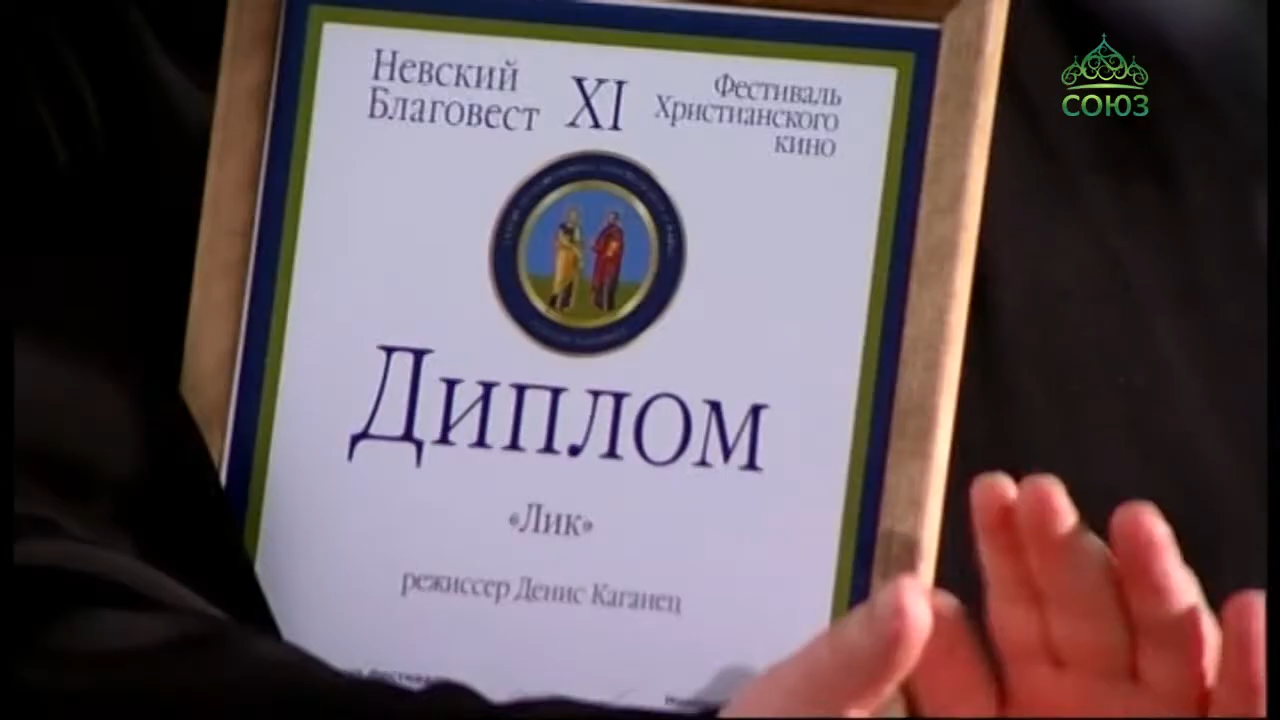 СОЮЗ
Невский
Благовест
XI
Фестиваль
Христианского
кино
Диплом
«Лик»
режиссер Денис Каганец